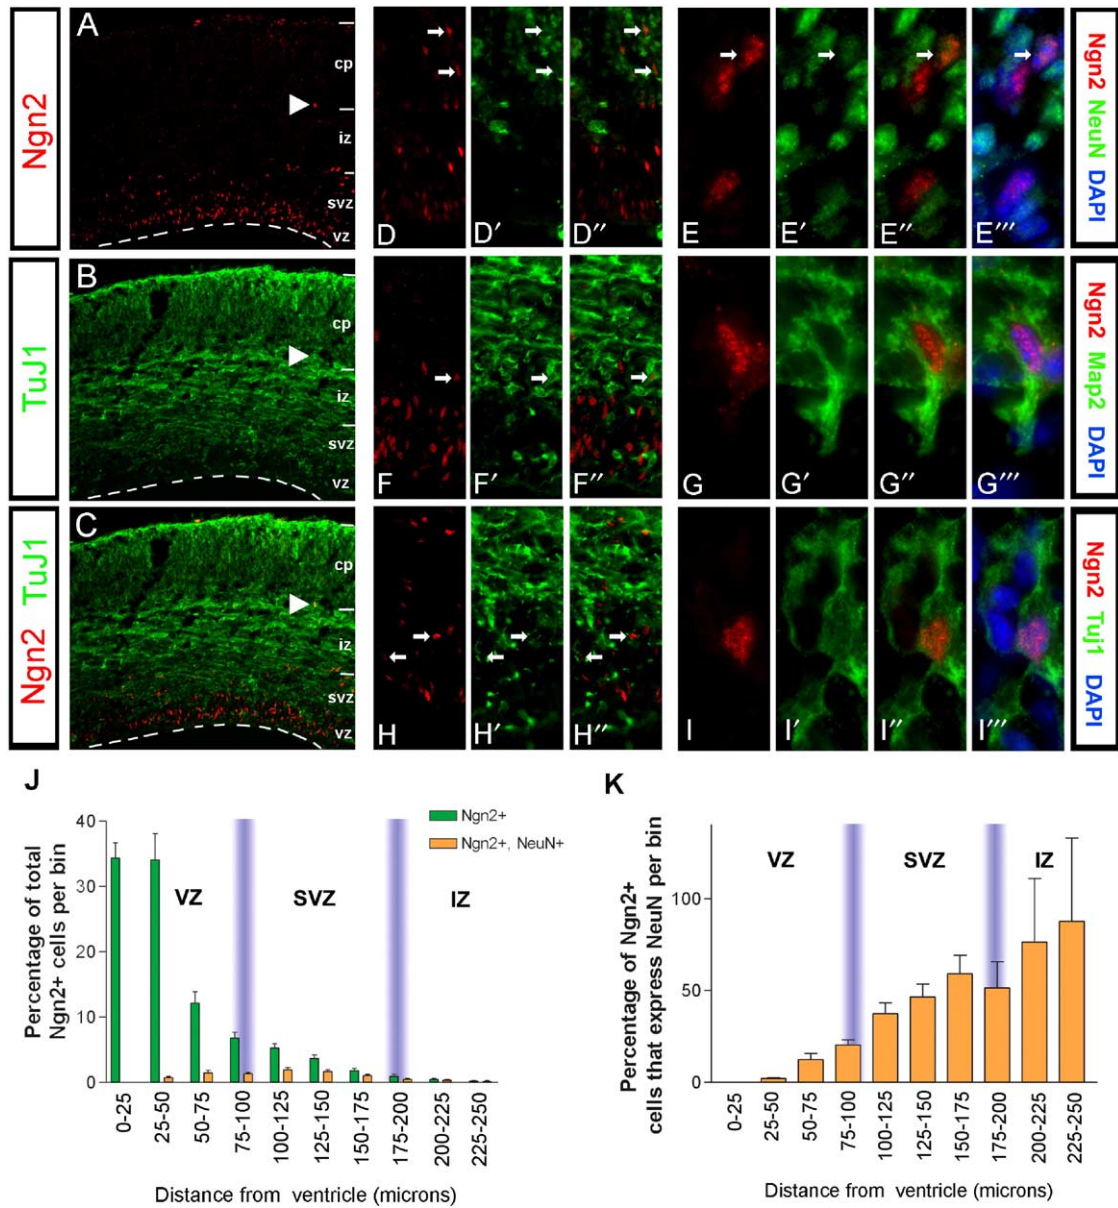 Ngn2
A
cp
iz
svz
vz
D
D′
D″
E
E′
E″
E‴
Ngn2 NeuN DAPI
TuJ1
B
cp
iz
svz
vz
F
F′
F″
G
G′
G″
G‴
Ngn2 Map2 DAPI
Ngn2 TuJ1
C
cp
iz
svz
vz
H
H′
H″
I
I′
I″
I‴
Ngn2 Tuj1 DAPI
J
Percentage of total
Ngn2+ cells per bin
40
30
20
10
0
Ngn2+
Ngn2+, NeuN+
VZ
SVZ
IZ
0-25
25-50
50-75
75-100
100-125
125-150
150-175
175-200
200-225
225-250
Distance from ventricle (microns)
K
Percentage of Ngn2+
cells that express NeuN per bin
100
50
0
VZ
SVZ
IZ
0-25
25-50
50-75
75-100
100-125
125-150
150-175
175-200
200-225
225-250
Distance from ventricle (microns)